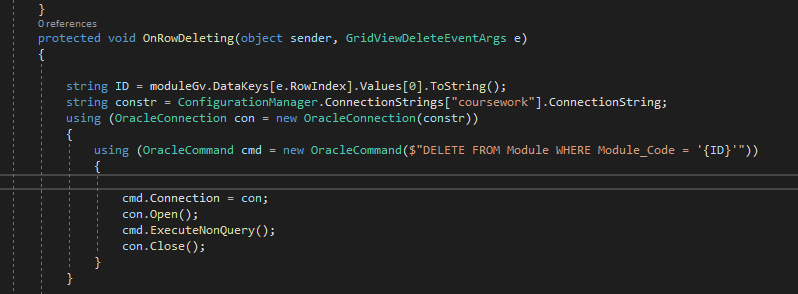 }
0 references
protected void OnRowDeleting(object sender, GridViewDeleteEventArgs e)
{
string ID = moduleGv.DataKeys[e.RowIndex].Values[0].ToString();
string constr = ConfigurationManager.ConnectionStrings["coursework"].ConnectionString;
using (OracleConnection con = new OracleConnection(constr))
{
using (OracleCommand cmd = new OracleCommand($"DELETE FROM Module WHERE Module_Code = '{ID}'"))
{
cmd.Connection = con;
con.Open();
cmd.ExecuteNonQuery();
con.Close();
}
}